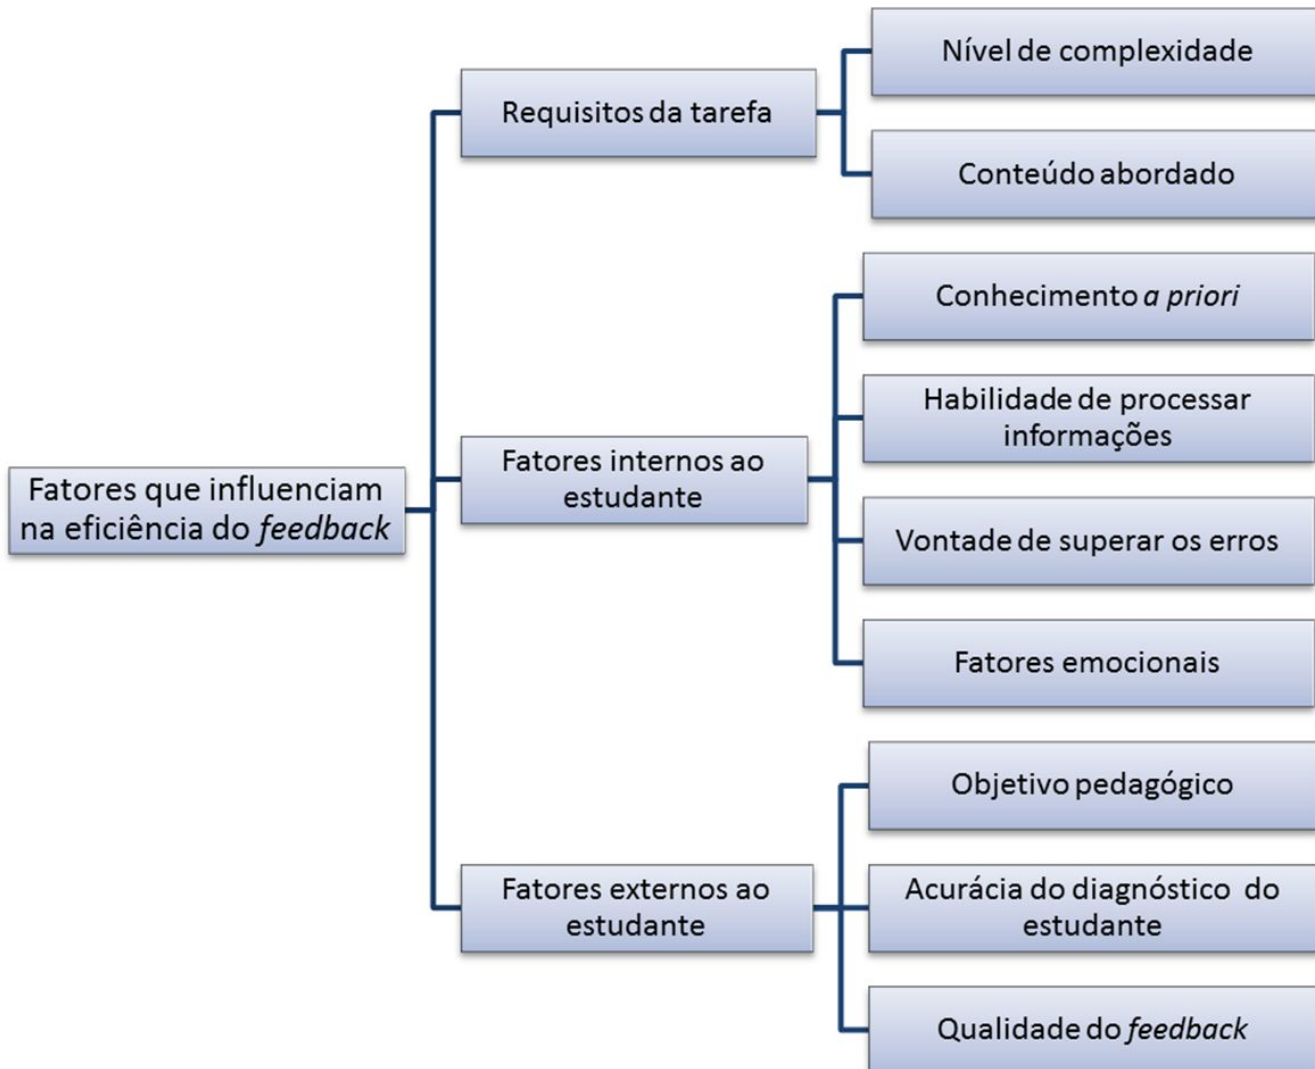 Fatores que influenciam
na eficiência do feedback
Requisitos da tarefa
Nível de complexidade
Conteúdo abordado
Fatores internos ao
estudante
Conhecimento a priori
Habilidade de processar
informações
Vontade de superar os erros
Fatores emocionais
Fatores externos ao
estudante
Objetivo pedagógico
Acurácia do diagnóstico do
estudante
Qualidade do feedback